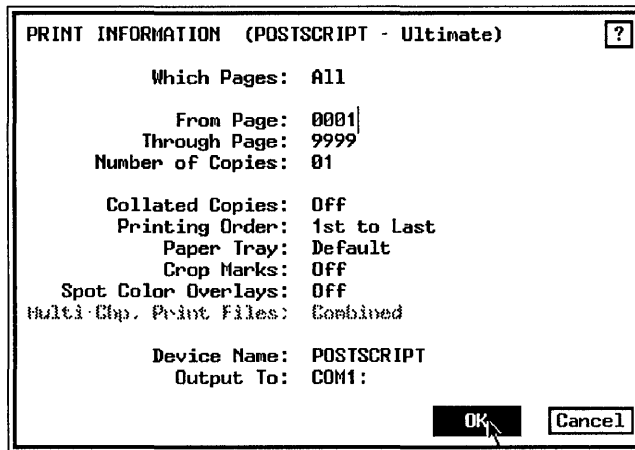 PRINT INFORMATION (POSTSCRIPT - Ultimate) ?
Which Pages: All
From Page: 0001
Through Page: 9999
Number of Copies: 01
Collated Copies: Off
Printing Order: 1st to Last
Paper Tray: Default
Crop Marks: Off
Spot Color Overlays: Off
Multi-Chp. Print Files: Combined
Device Name: POSTSCRIPT
Output To: COM1:
OK Cancel